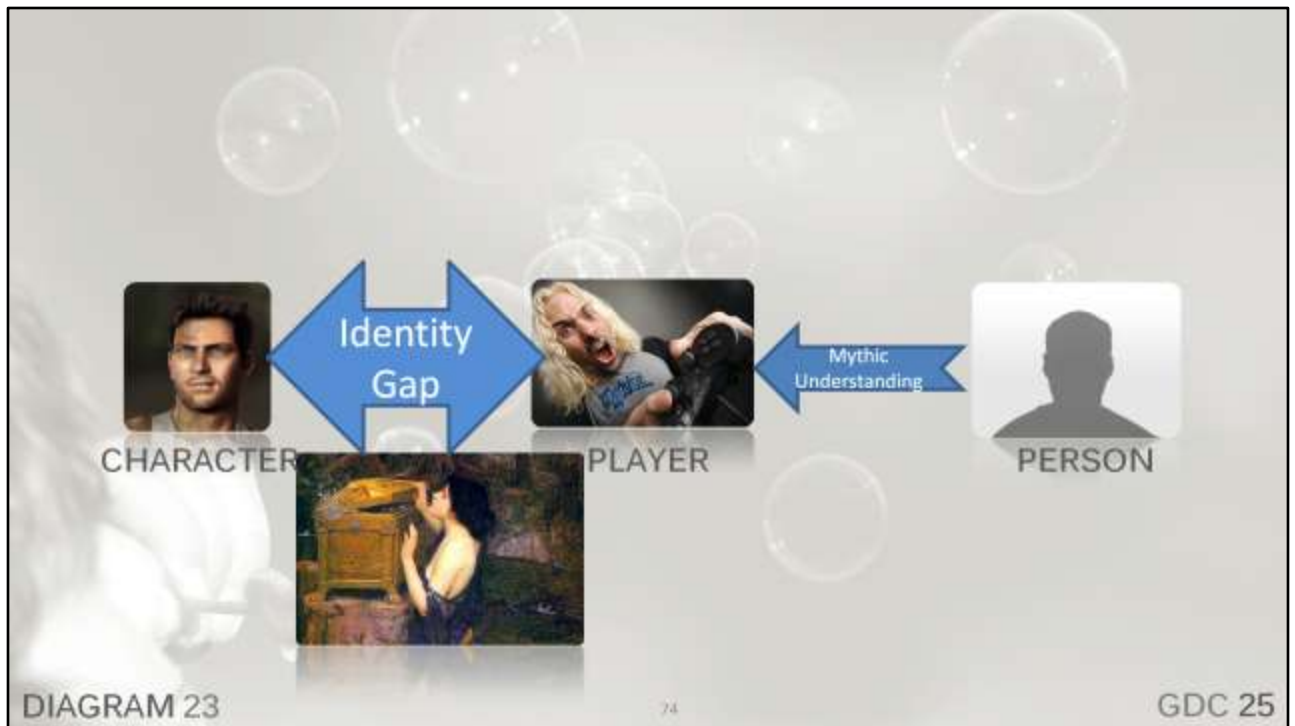 Identity
Gap
Mythic
Understanding
CHARACTER
PLAYER
PERSON
DIAGRAM 23
74
GDC 25